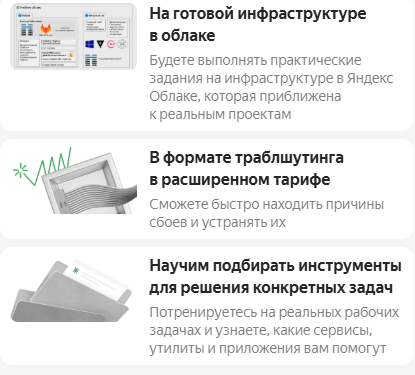 На готовой инфраструктуре
в облаке
Будете выполнять практические
задания на инфраструктуре в Яндекс
Облаке, которая приближена
к реальным проектам
В формате траблшутинга
в расширенном тарифе
Сможете быстро находить причины
сбоев и устранять их
Научим подбирать инструменты
для решения конкретных задач
Потренируетесь на реальных рабочих
задачах и узнаете, какие сервисы,
утилиты и приложения вам помогут